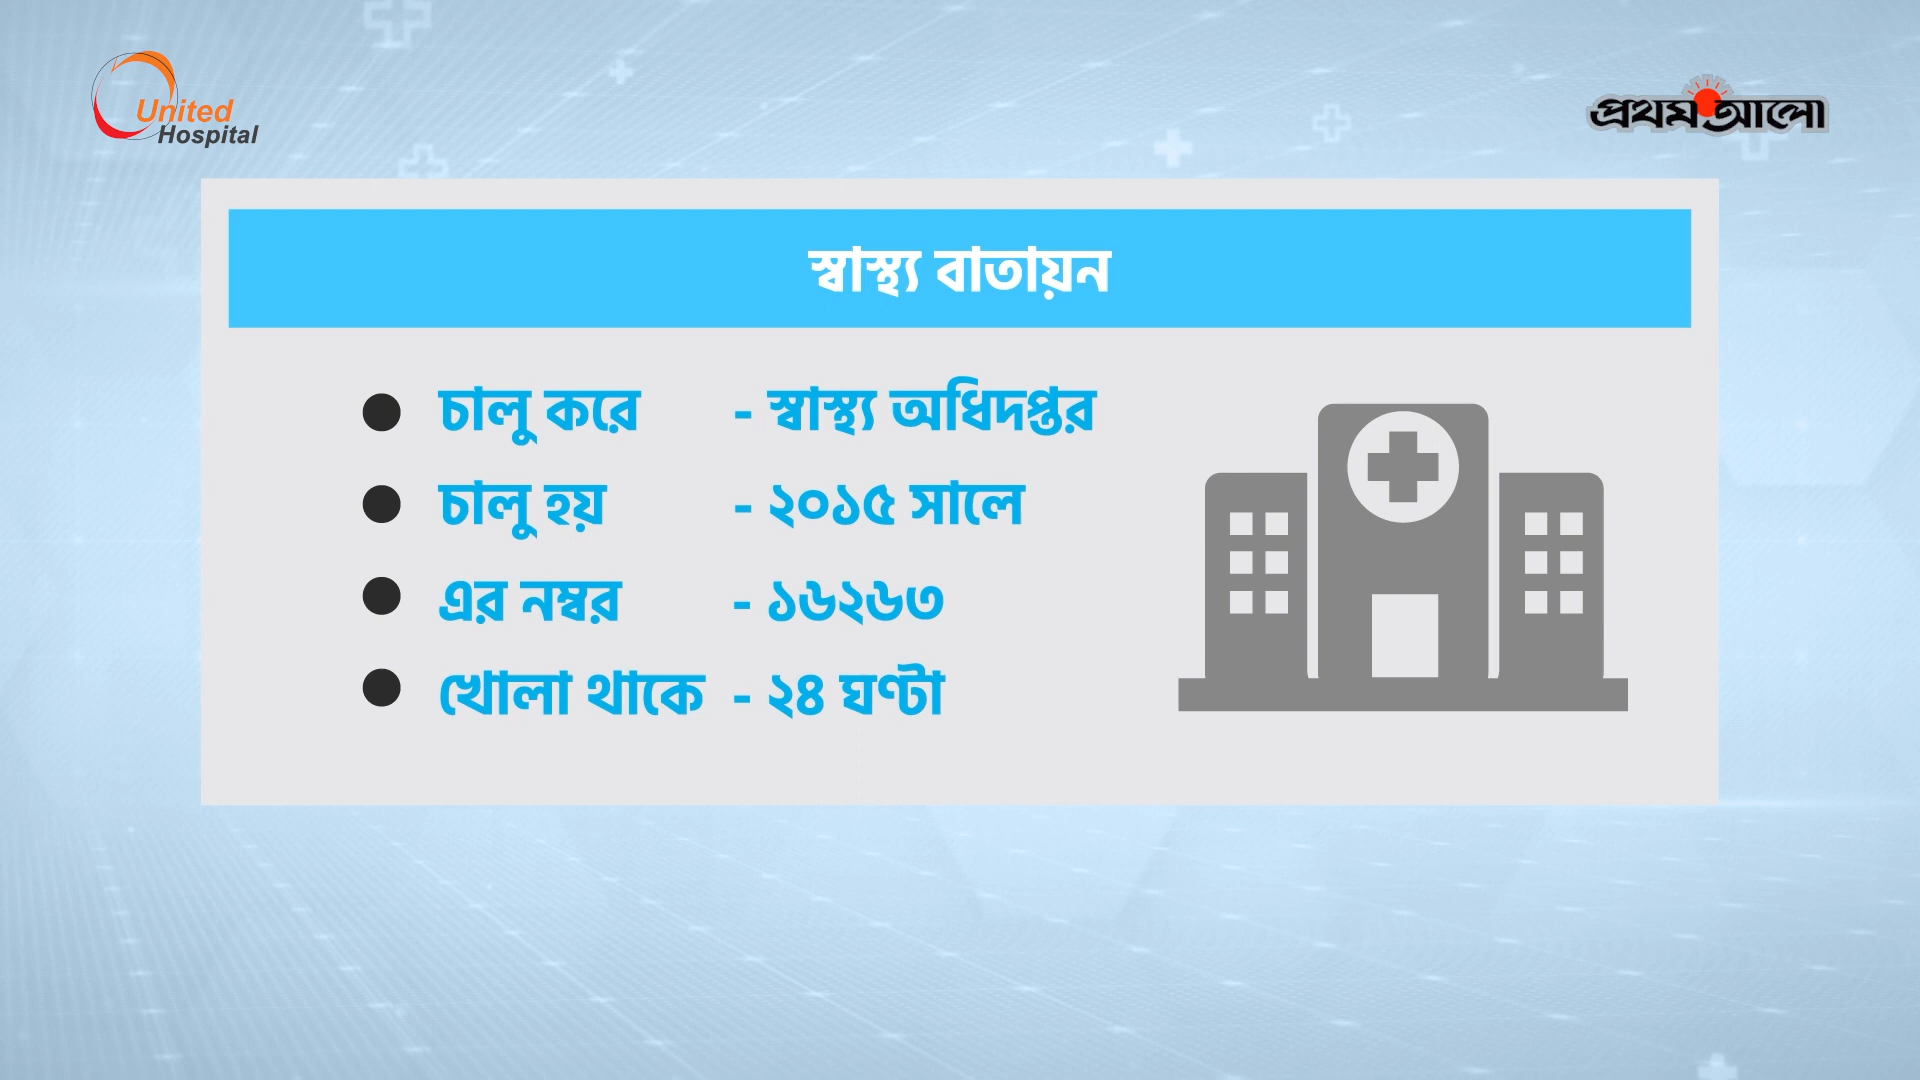 United
Hospital
প্রথম আলো
স্বাস্থ্য বাতায়ন
চালু করে - স্বাস্থ্য অধিদপ্তর
চালু হয় - ২০১৫ সালে
এর নম্বর - ১৬২৬৩
খোলা থাকে - ২৪ ঘণ্টা